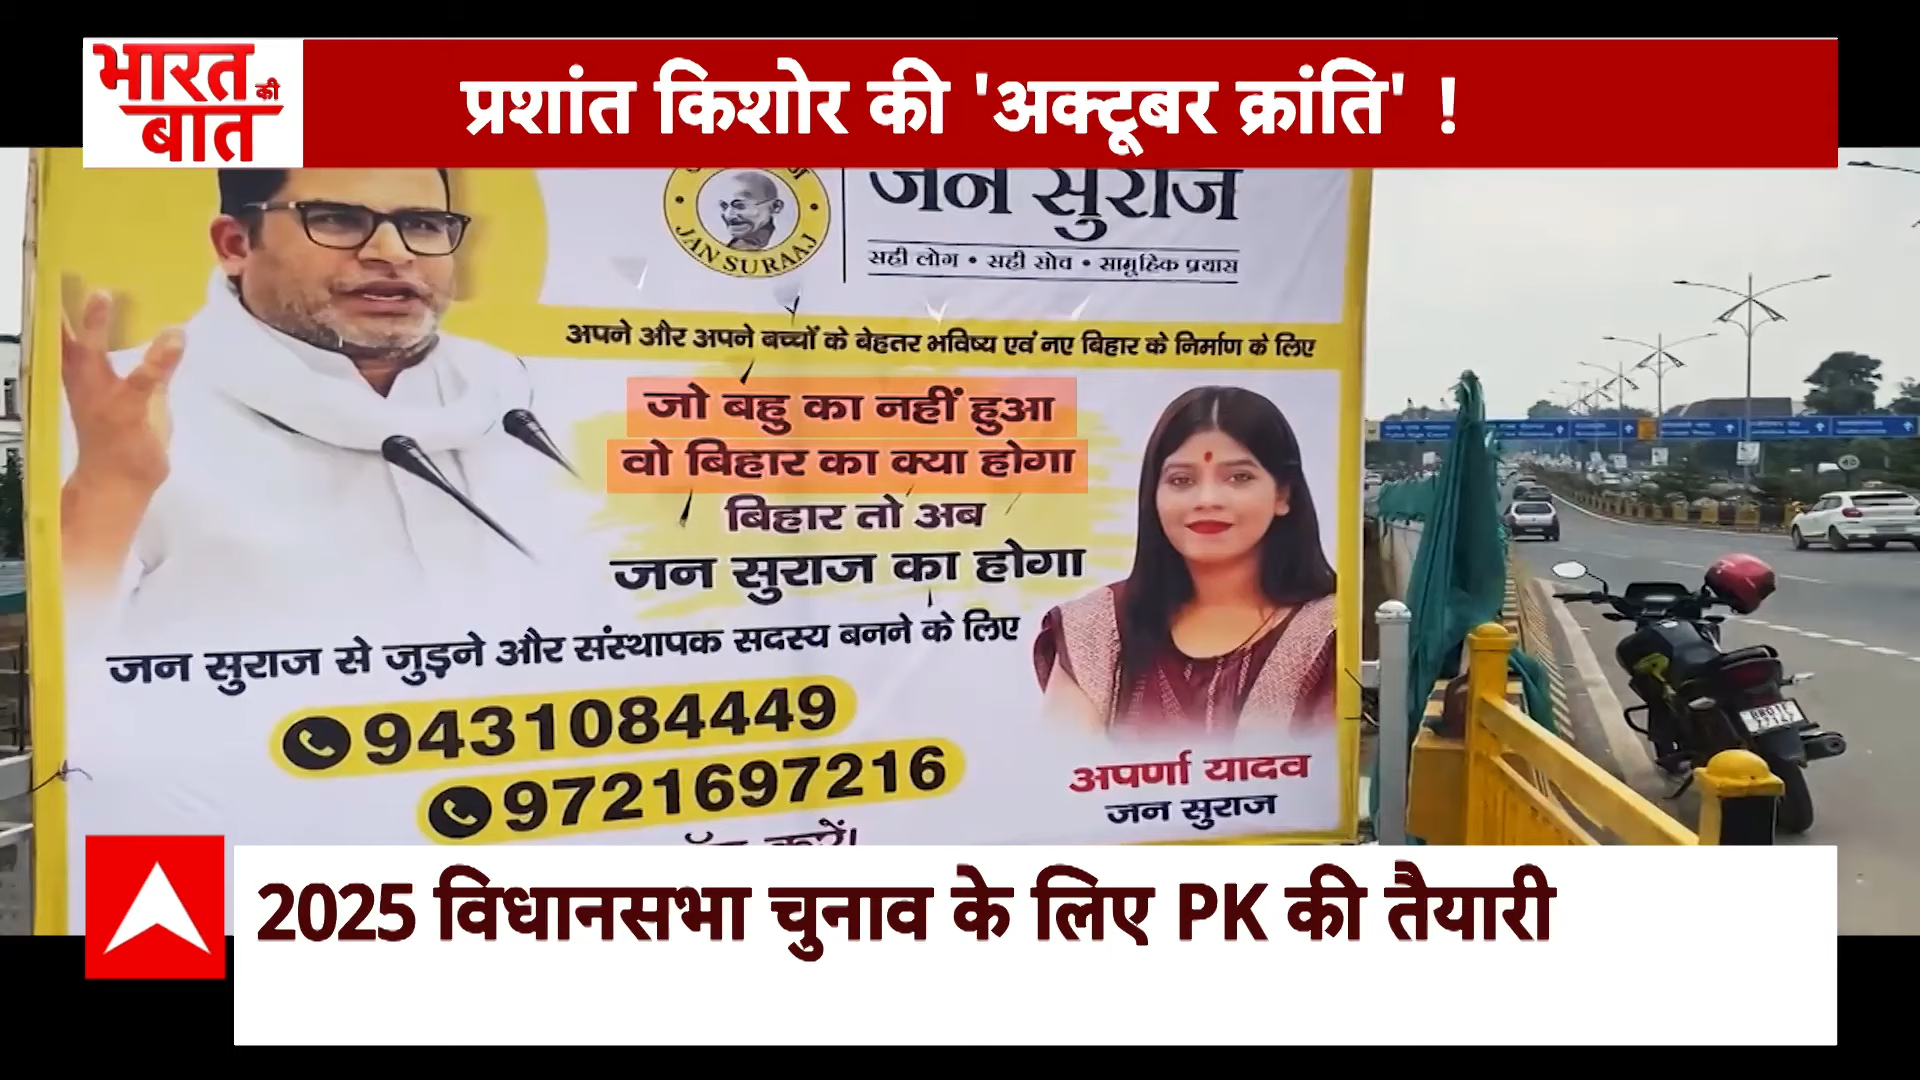 भारत की बात
प्रशांत किशोर की 'अक्टूबर क्रांति' !
JAN SURAAJ
जन सुराज
सही लोग • सही सोच • सामूहिक प्रयास
अपने और अपने बच्चों के बेहतर भविष्य एवं नए बिहार के निर्माण के लिए
जो बहु का नहीं हुआ
वो बिहार का क्या होगा
बिहार तो अब
जन सुराज का होगा
जन सुराज से जुड़ने और संस्थापक सदस्य बनने के लिए
9431084449
9721697216
अपर्णा यादव
जन सुराज
2025 विधानसभा चुनाव के लिए PK की तैयारी